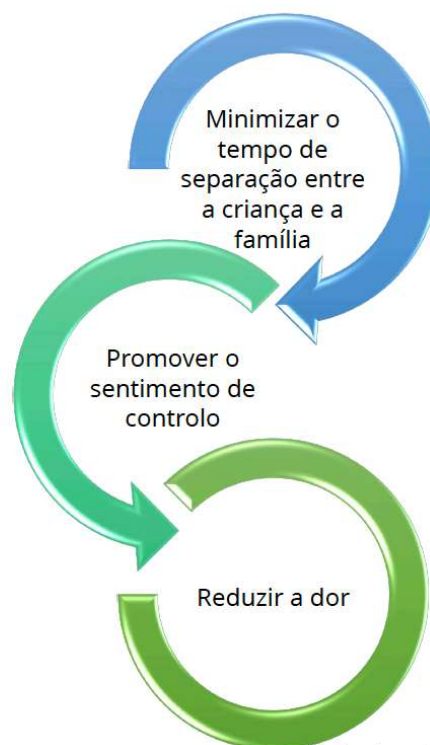 Minimizar o
tempo de
separação entre
a criança e a
família
Promover o
sentimento de
controlo
Reduzir a dor